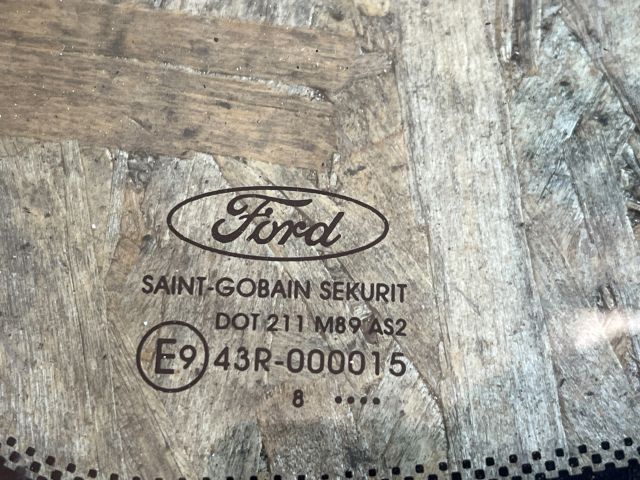 Ford
SAINT-GOBAIN SEKURIT
DOT 211 M89 AS2
E9 43R-000015
8 ••••